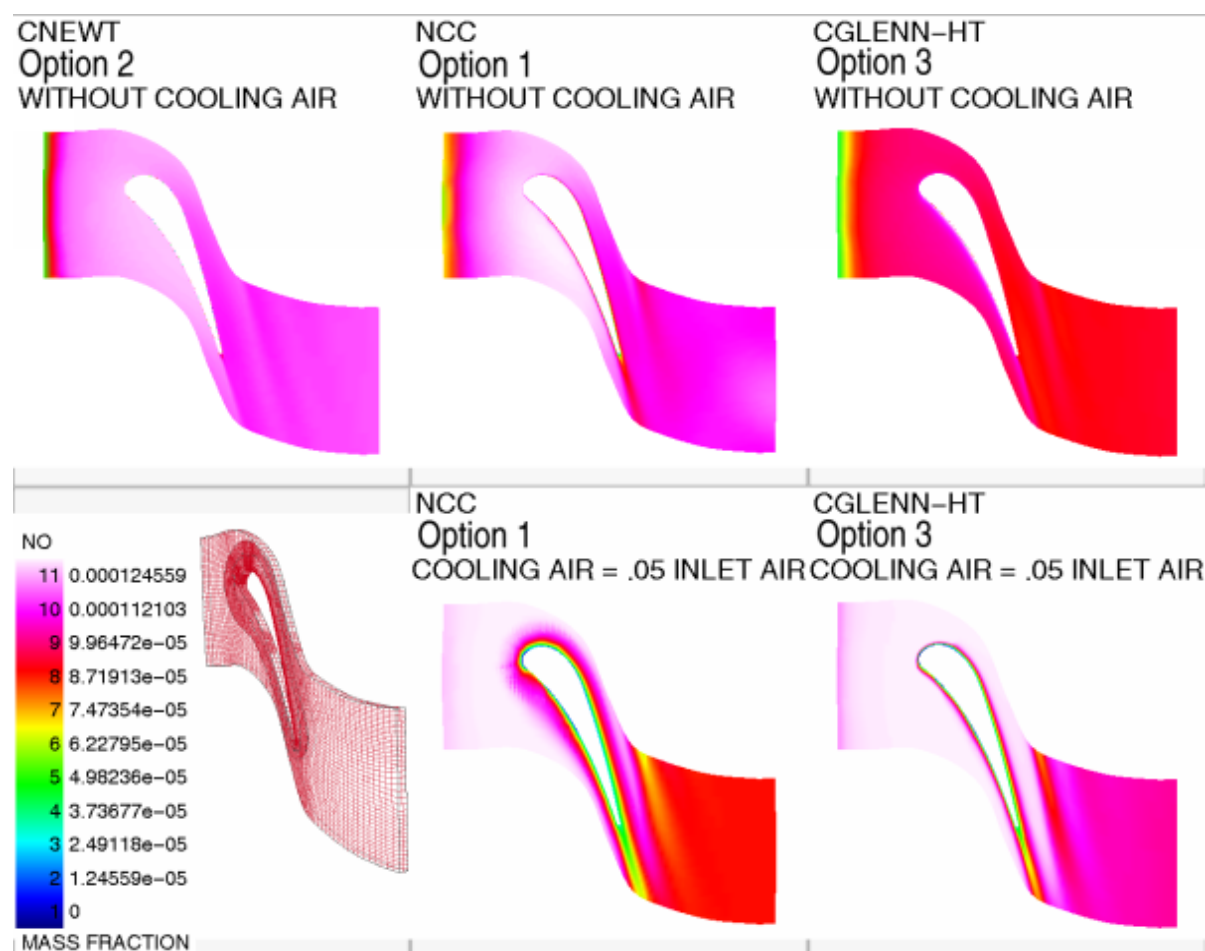 CNEWT
Option 2
WITHOUT COOLING AIR
NCC
Option 1
WITHOUT COOLING AIR
CGLENN-HT
Option 3
WITHOUT COOLING AIR
NO
11 0.000124559
10 0.000112103
9 9.96472e-05
8 8.71913e-05
7 7.47354e-05
6 6.22795e-05
5 4.98236e-05
4 3.73677e-05
3 2.49118e-05
2 1.24559e-05
1 0
MASS FRACTION
NCC
Option 1
COOLING AIR = .05 INLET AIR
CGLENN-HT
Option 3
COOLING AIR = .05 INLET AIR